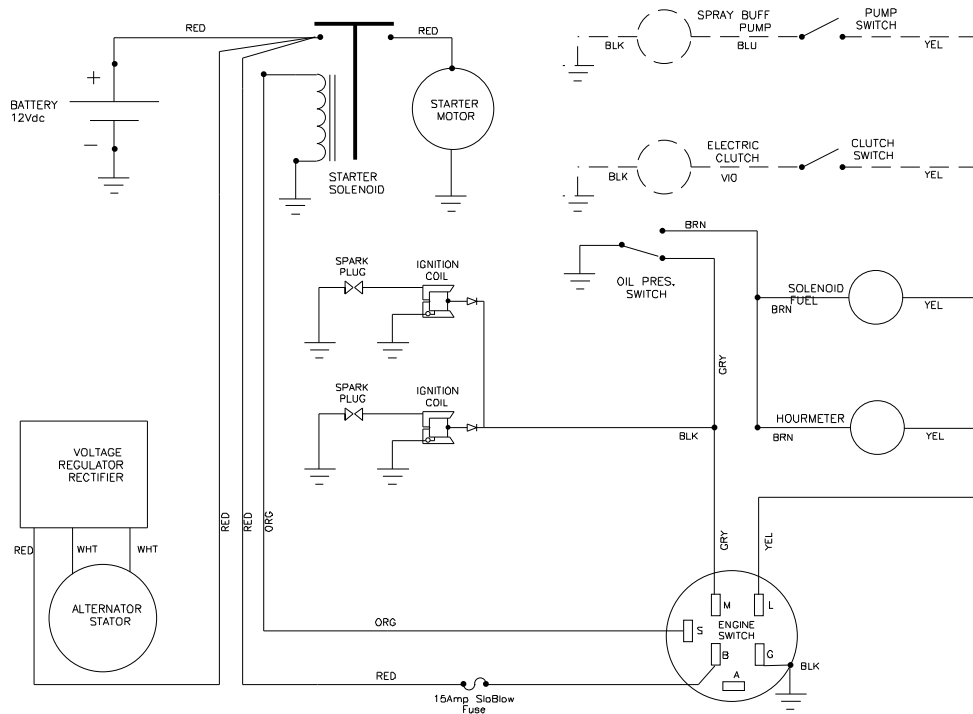 RED
RED
SPRAY BUFF
PUMP
PUMP
SWITCH
BLK
BLU
YEL
+
BATTERY
12Vdc
-
STARTER
MOTOR
STARTER
SOLENOID
ELECTRIC
CLUTCH
CLUTCH
SWITCH
BLK
VIO
YEL
BRN
OIL PRES.
SWITCH
SPARK
PLUG
IGNITION
COIL
SOLENOID
FUEL
BRN
YEL
GRY
SPARK
PLUG
IGNITION
COIL
BLK
HOURMETER
BRN
YEL
VOLTAGE
REGULATOR
RECTIFIER
RED
RED
ORG
GRY
YEL
RED
WHT
WHT
ALTERNATOR
STATOR
ORG
M
L
S
ENGINE
SWITCH
B
G
A
BLK
RED
15Amp SloBlow
Fuse